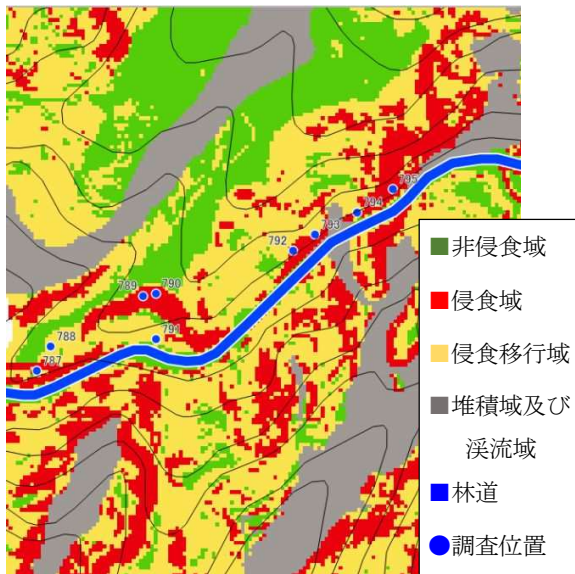 795
794
793
792
789 790
791
788
787
■非侵食域
■侵食域
■侵食移行域
■堆積域及び
渓流域
■林道
●調査位置